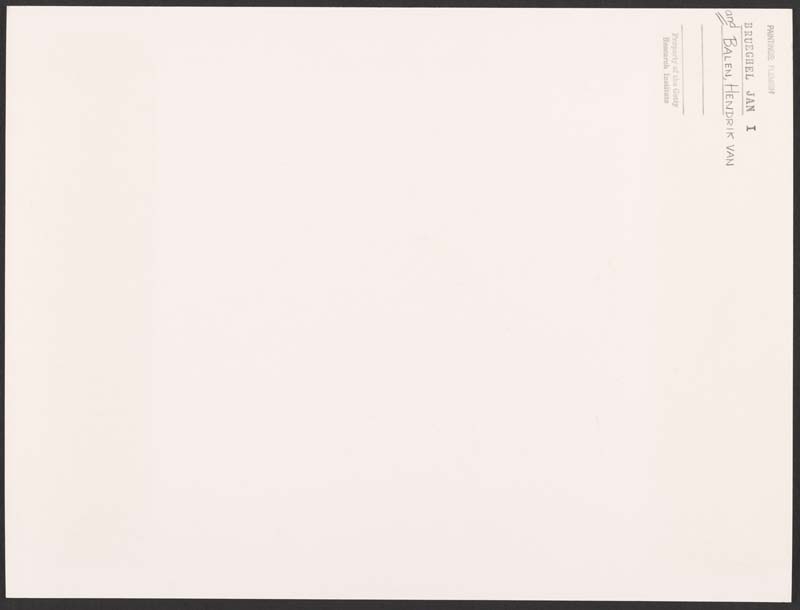 PAINTINGS: FLEMISH
BRUEGHEL JAN I
and BALEN, HENDRIK VAN
Property of the Getty
Research Institute